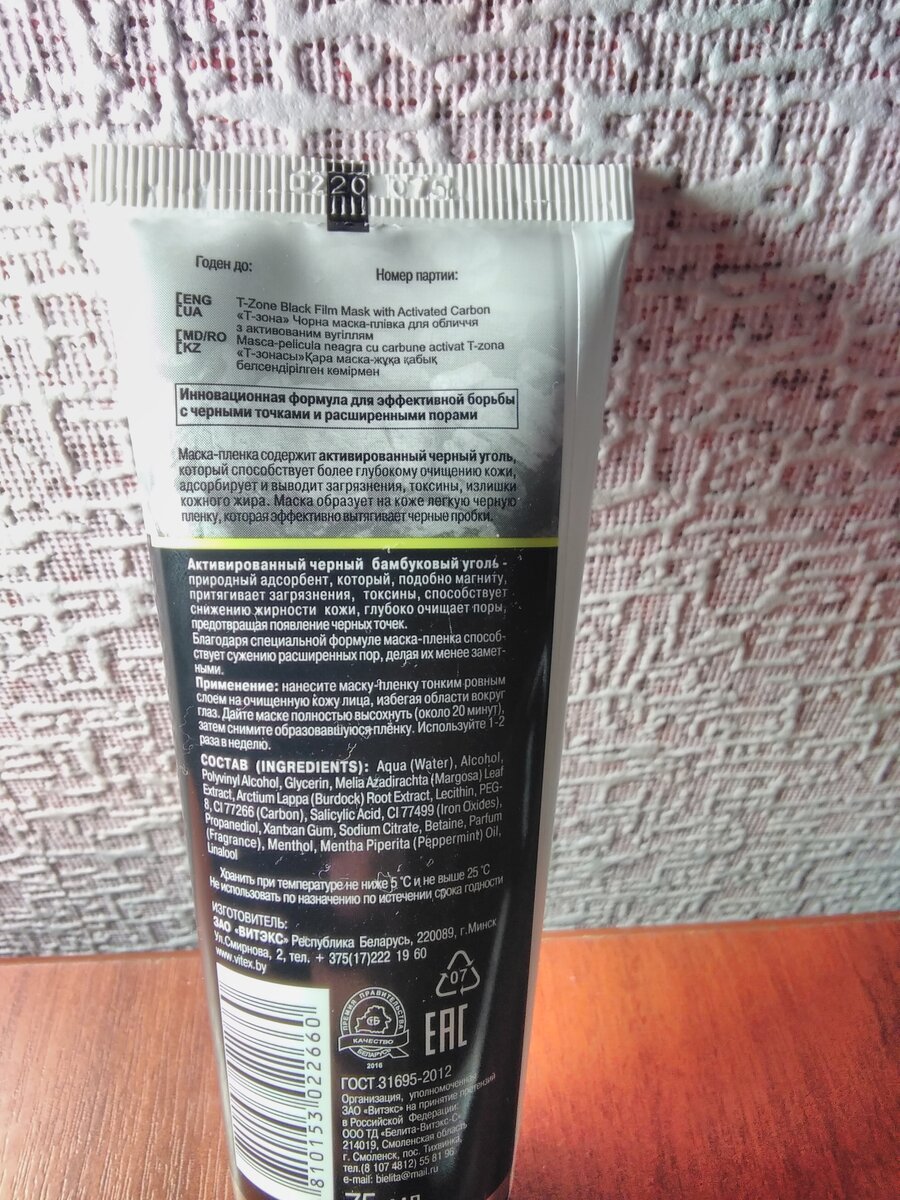 0220 075
Годен до:
Номер партии:
[ENG T-Zone Black Film Mask with Activated Carbon
[UA «Т-зона» Чорна маска-плівка для обличчя
з активованим вугіллям
[MD/RO Masca-pelicula neagra cu carbune activat T-zona
[KZ «Т-зонасы»Қара маска-жұқа қабық
белсендірілген көмірмен
Инновационная формула для эффективной борьбы
с черными точками и расширенными порами
Маска-пленка содержит активированный черный уголь,
который способствует более глубокому очищению кожи,
адсорбирует и выводит загрязнения, токсины, излишки
кожного жира. Маска образует на коже легкую черную
пленку, которая эффективно вытягивает черные пробки.
Активированный черный бамбуковый уголь -
природный адсорбент, который, подобно магниту,
притягивает загрязнения, токсины, способствует
снижению жирности кожи, глубоко очищает поры,
предотвращая появление черных точек.
Благодаря специальной формуле маска-пленка способ-
ствует сужению расширенных пор, делая их менее замет-
ными.
Применение: нанесите маску-пленку тонким ровным
слоем на очищенную кожу лица, избегая области вокруг
глаз. Дайте маске полностью высохнуть (около 20 минут),
затем снимите образовавшуюся плёнку. Используйте 1-2
раза в неделю.
СОСТАВ (INGREDIENTS): Aqua (Water), Alcohol,
Polyvinyl Alcohol, Glycerin, Melia Azadirachta (Margosa) Leaf
Extract, Arctium Lappa (Burdock) Root Extract, Lecithin, PEG-
8, CI 77266 (Carbon), Salicylic Acid, CI 77499 (Iron Oxides),
Propanediol, Xantxan Gum, Sodium Citrate, Betaine, Parfum
(Fragrance), Menthol, Mentha Piperita (Peppermint) Oil,
Linalool
Хранить при температуре не ниже 5 °С и не выше 25 °С
Не использовать по назначению по истечении срока годности
ИЗГОТОВИТЕЛЬ:
ЗАО «ВИТЭКС» Республика Беларусь, 220089, г.Минск
Ул.Смирнова, 2, тел. + 375(17)222 19 60
www.vitex.by
07
ПРЕМИЯ ПРАВИТЕЛЬСТВА
КАЧЕСТВО
БЕЛАРУСЬ
2016
EAC
810153022660
ГОСТ 31695-2012
Организация, уполномоченная
ЗАО «Витэкс» на принятие претензий
в Российской Федерации:
ООО ТД «Белита-Витэкс-С»
214019, Смоленская область
г. Смоленск, пос. Тихвинка,
тел.(8 107 4812) 55 81 96
e-mail: bielita@mail.ru
75 мл